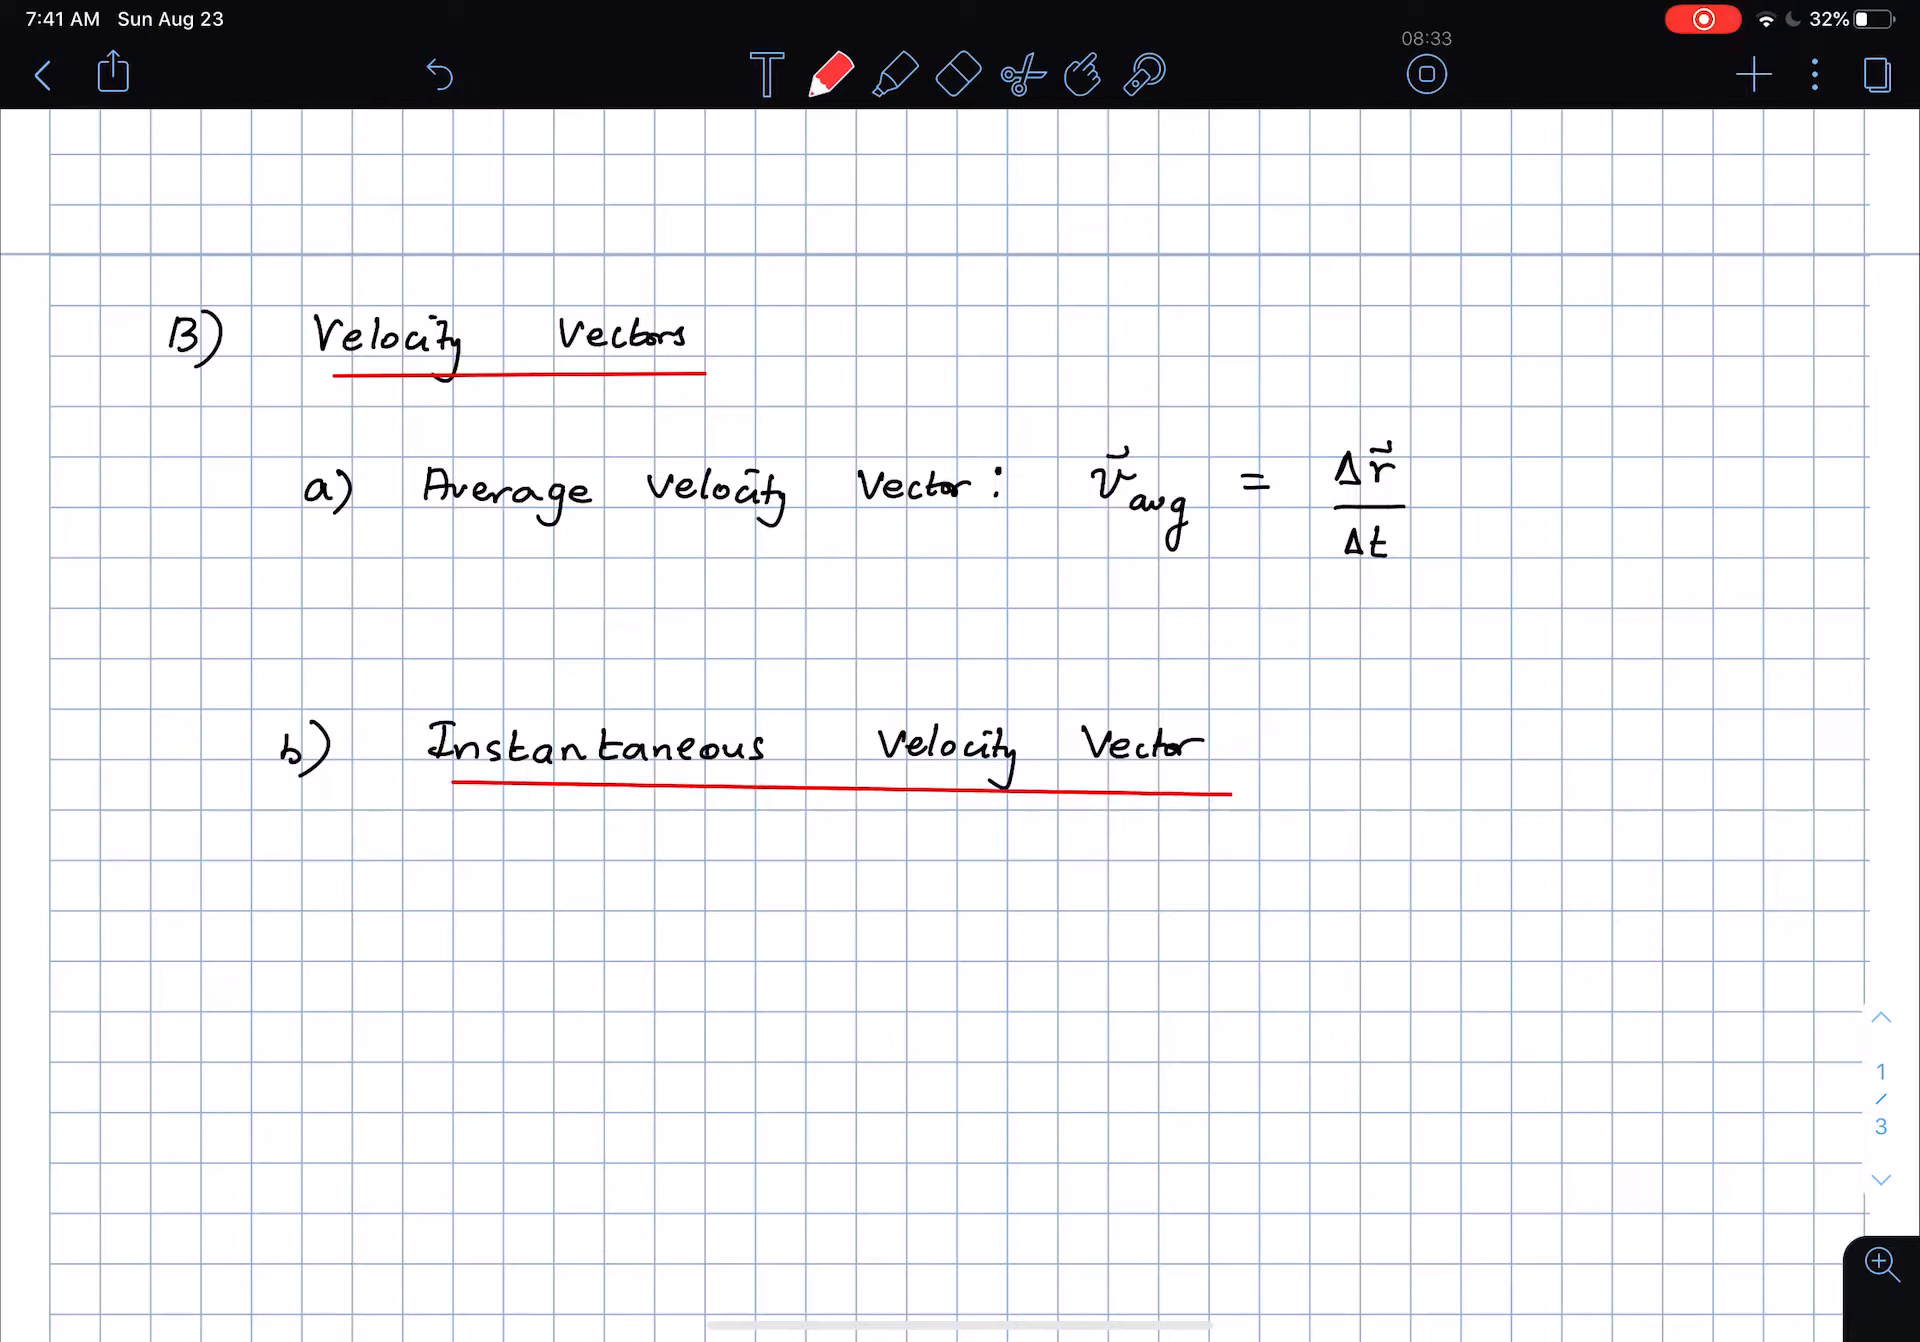 7:41 AM Sun Aug 23
32%
08:33
T
B) Velocity Vectors
a) Average velocity Vector : v⃗avg = Δr⃗ / Δt
b) Instantaneous Velocity Vector
1
/
3